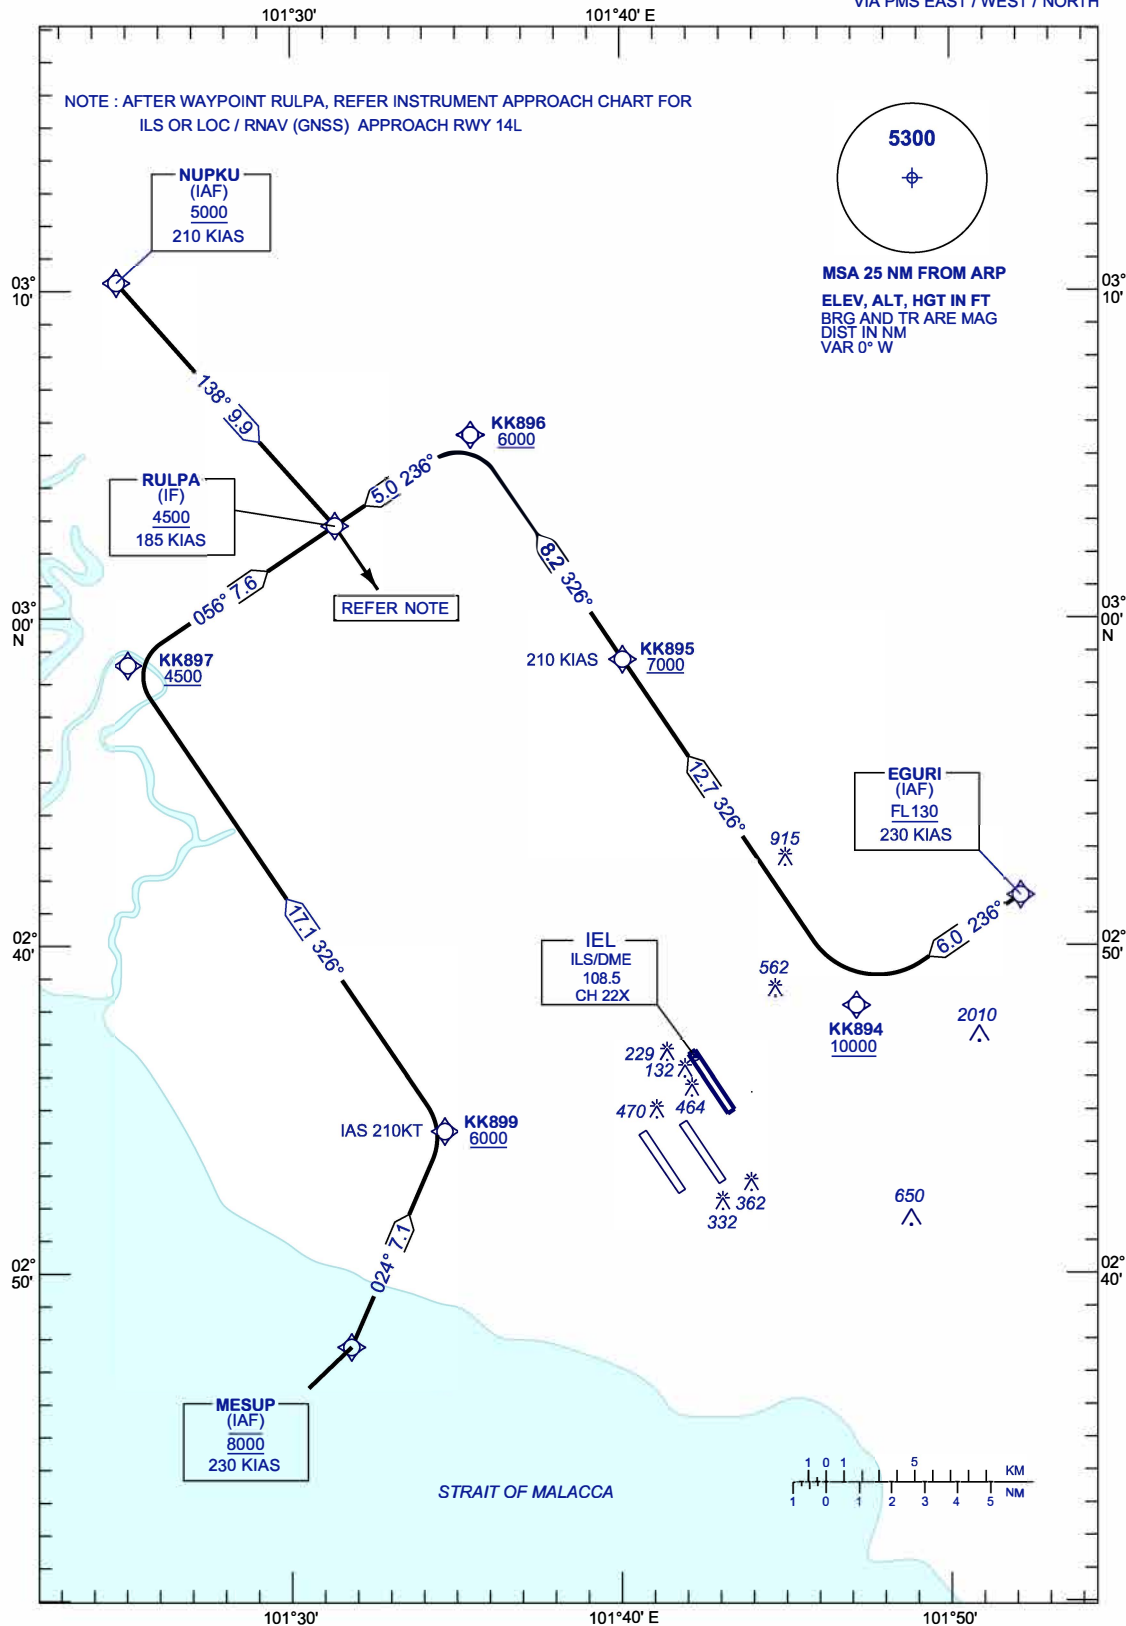 VIA PMS EAST / WEST / NORTH
101°30'
101°40' E
NOTE : AFTER WAYPOINT RULPA, REFER INSTRUMENT APPROACH CHART FOR
ILS OR LOC / RNAV (GNSS) APPROACH RWY 14L
5300
NUPKU
(IAF)
5000
210 KIAS
MSA 25 NM FROM ARP
ELEV, ALT, HGT IN FT
BRG AND TR ARE MAG
DIST IN NM
VAR 0° W
03°
10'
03°
10'
138° 9.9
KK896
6000
5.0 236°
RULPA
(IF)
4500
185 KIAS
8.2 326°
056° 7.6
REFER NOTE
03°
00'
N
03°
00'
N
KK897
4500
210 KIAS
KK895
7000
12.7 326°
EGURI
(IAF)
FL130
230 KIAS
915
17.1 326°
6.0 236°
02°
40'
02°
50'
IEL
ILS/DME
108.5
CH 22X
562
KK894
10000
2010
229
132
464
470
IAS 210KT
KK899
6000
362
332
650
024° 7.1
02°
50'
02°
40'
MESUP
(IAF)
8000
230 KIAS
STRAIT OF MALACCA
1 0 1 5 KM
1 0 1 2 3 4 5 NM
101°30'
101°40' E
101°50'